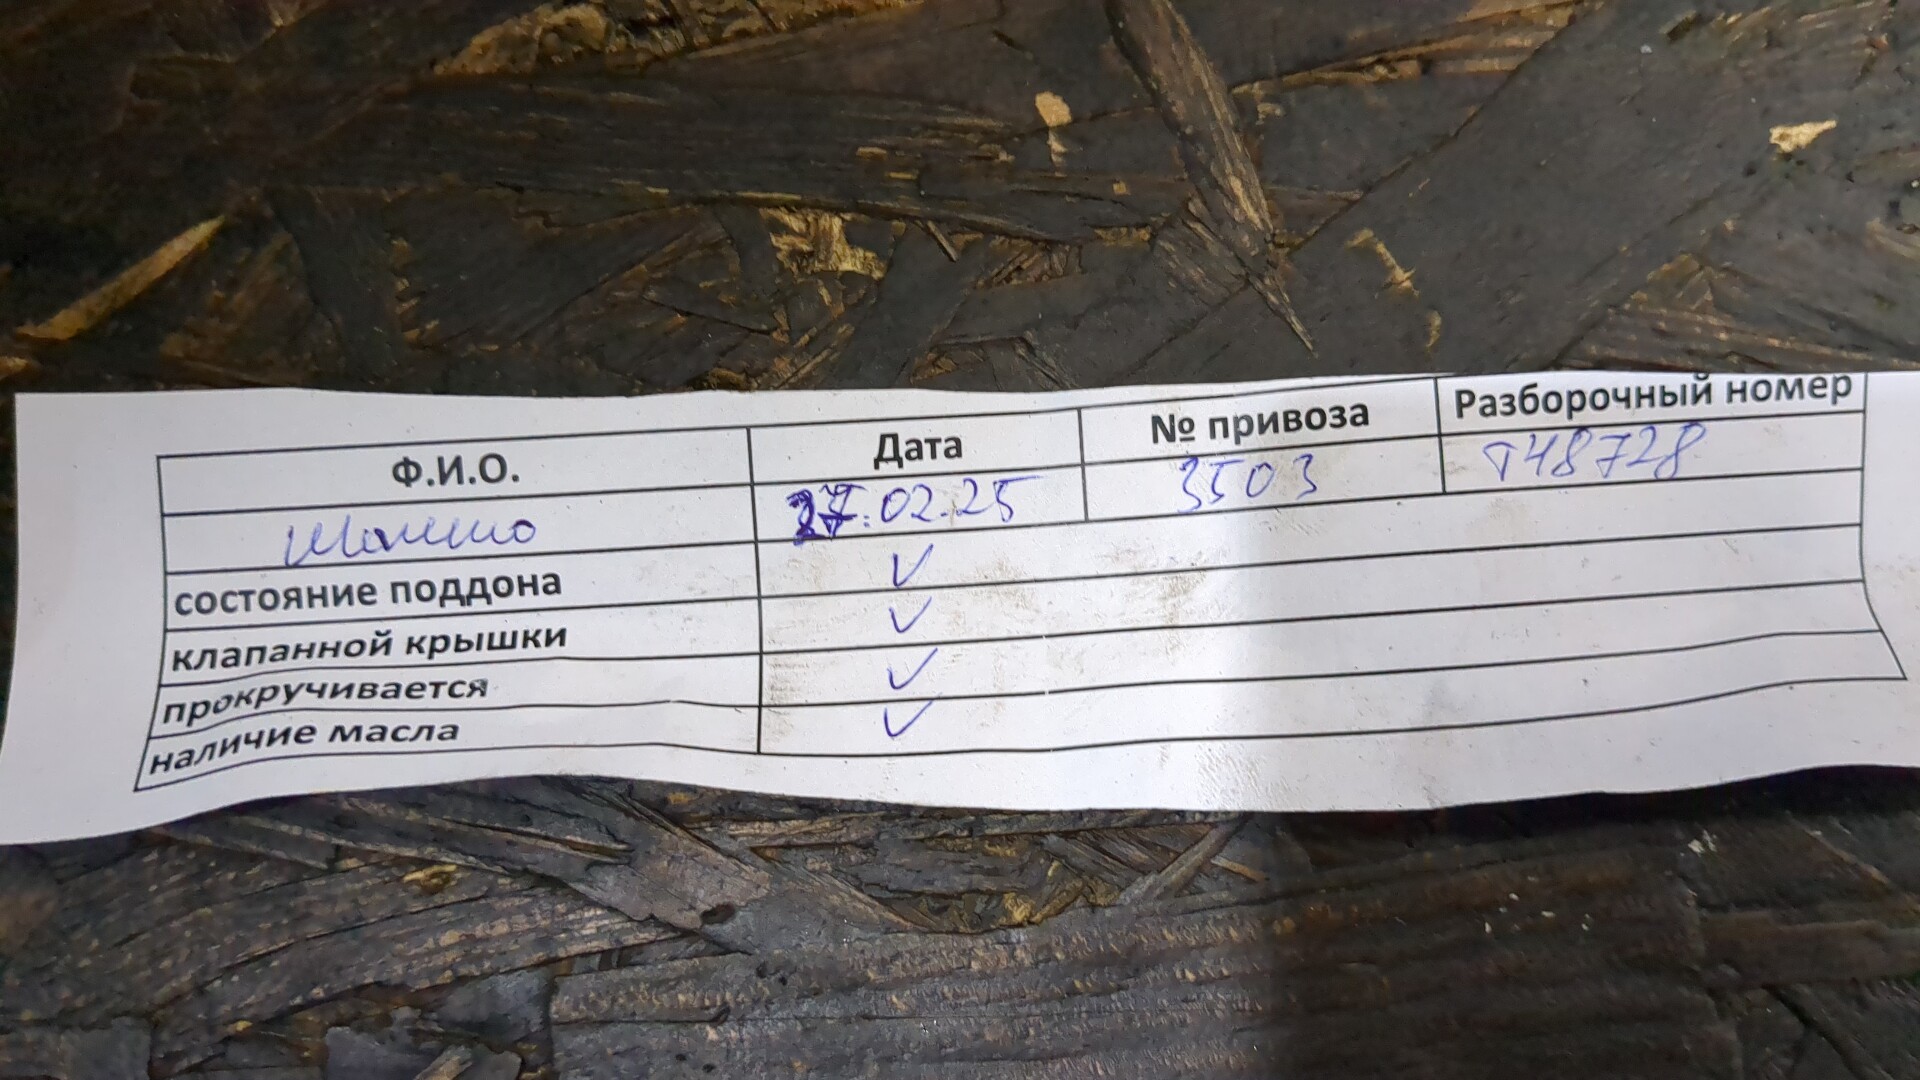 Ф.И.О. Дата № привоза Разборочный номер
27.02.25 3503 Т48728
состояние поддона ✓
клапанной крышки ✓
прокручивается ✓
наличие масла ✓